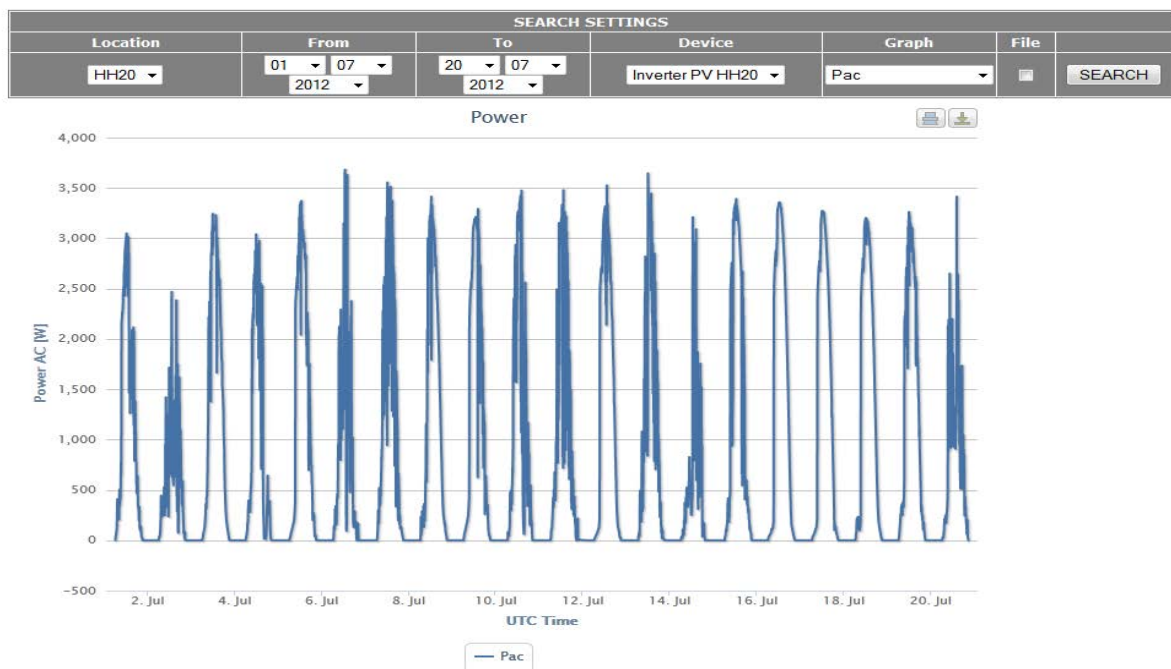 SEARCH SETTINGS
Location From To Device Graph File
HH20 01 07 2012 20 07 2012 Inverter PV HH20 Pac SEARCH
Power
4,000
3,500
3,000
2,500
2,000
1,500
1,000
500
0
-500
Power AC [W]
2. Jul 4. Jul 6. Jul 8. Jul 10. Jul 12. Jul 14. Jul 16. Jul 18. Jul 20. Jul
UTC Time
Pac